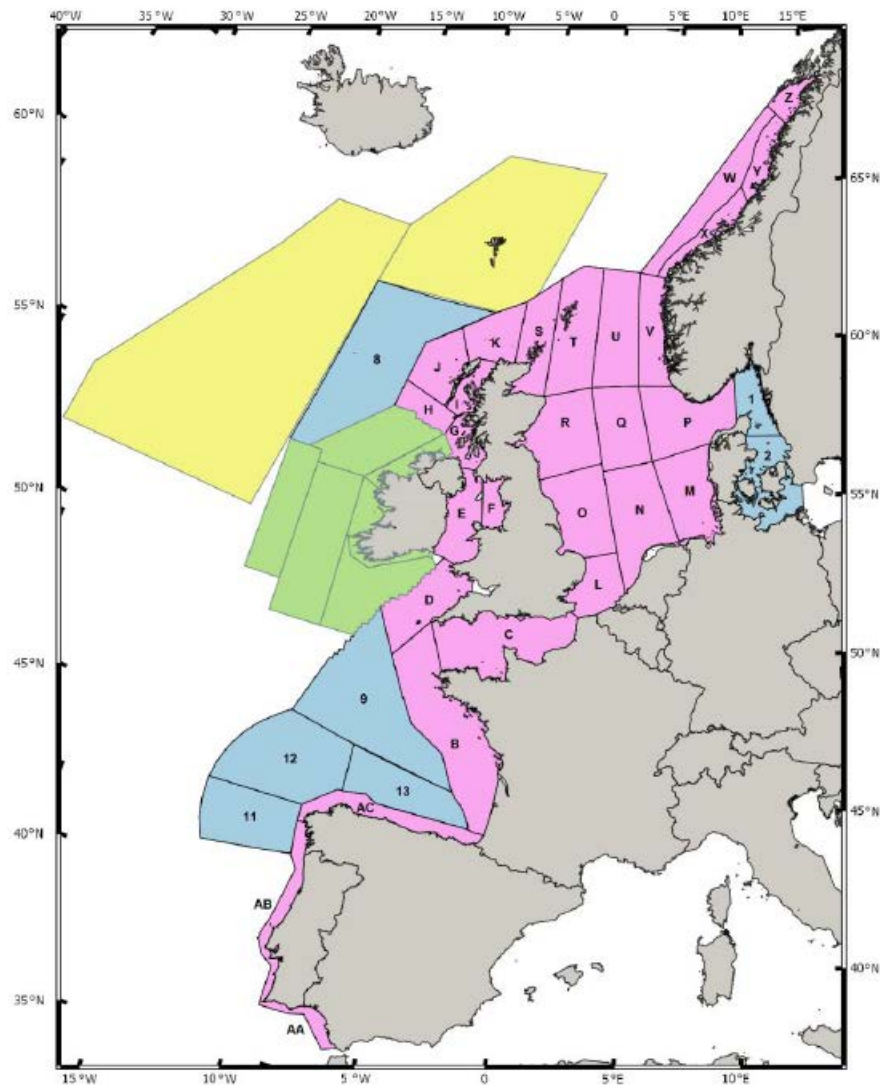 40°W 35°W 30°W 25°W 20°W 15°W 10°W 5°W 0 5°E 10°E 15°E
60°N
Z
65°N
W Y
X
55°N
S
K T U V 60°N
8
J
H I 1
G R Q P
2
50°N
M 55°N
E F O N
L
D
C
45°N 50°N
9
B
12
13
AC
11 45°N
40°N
AB
40°N
35°N
AA
15°W 10°W 5°W 0 5°E 10°E